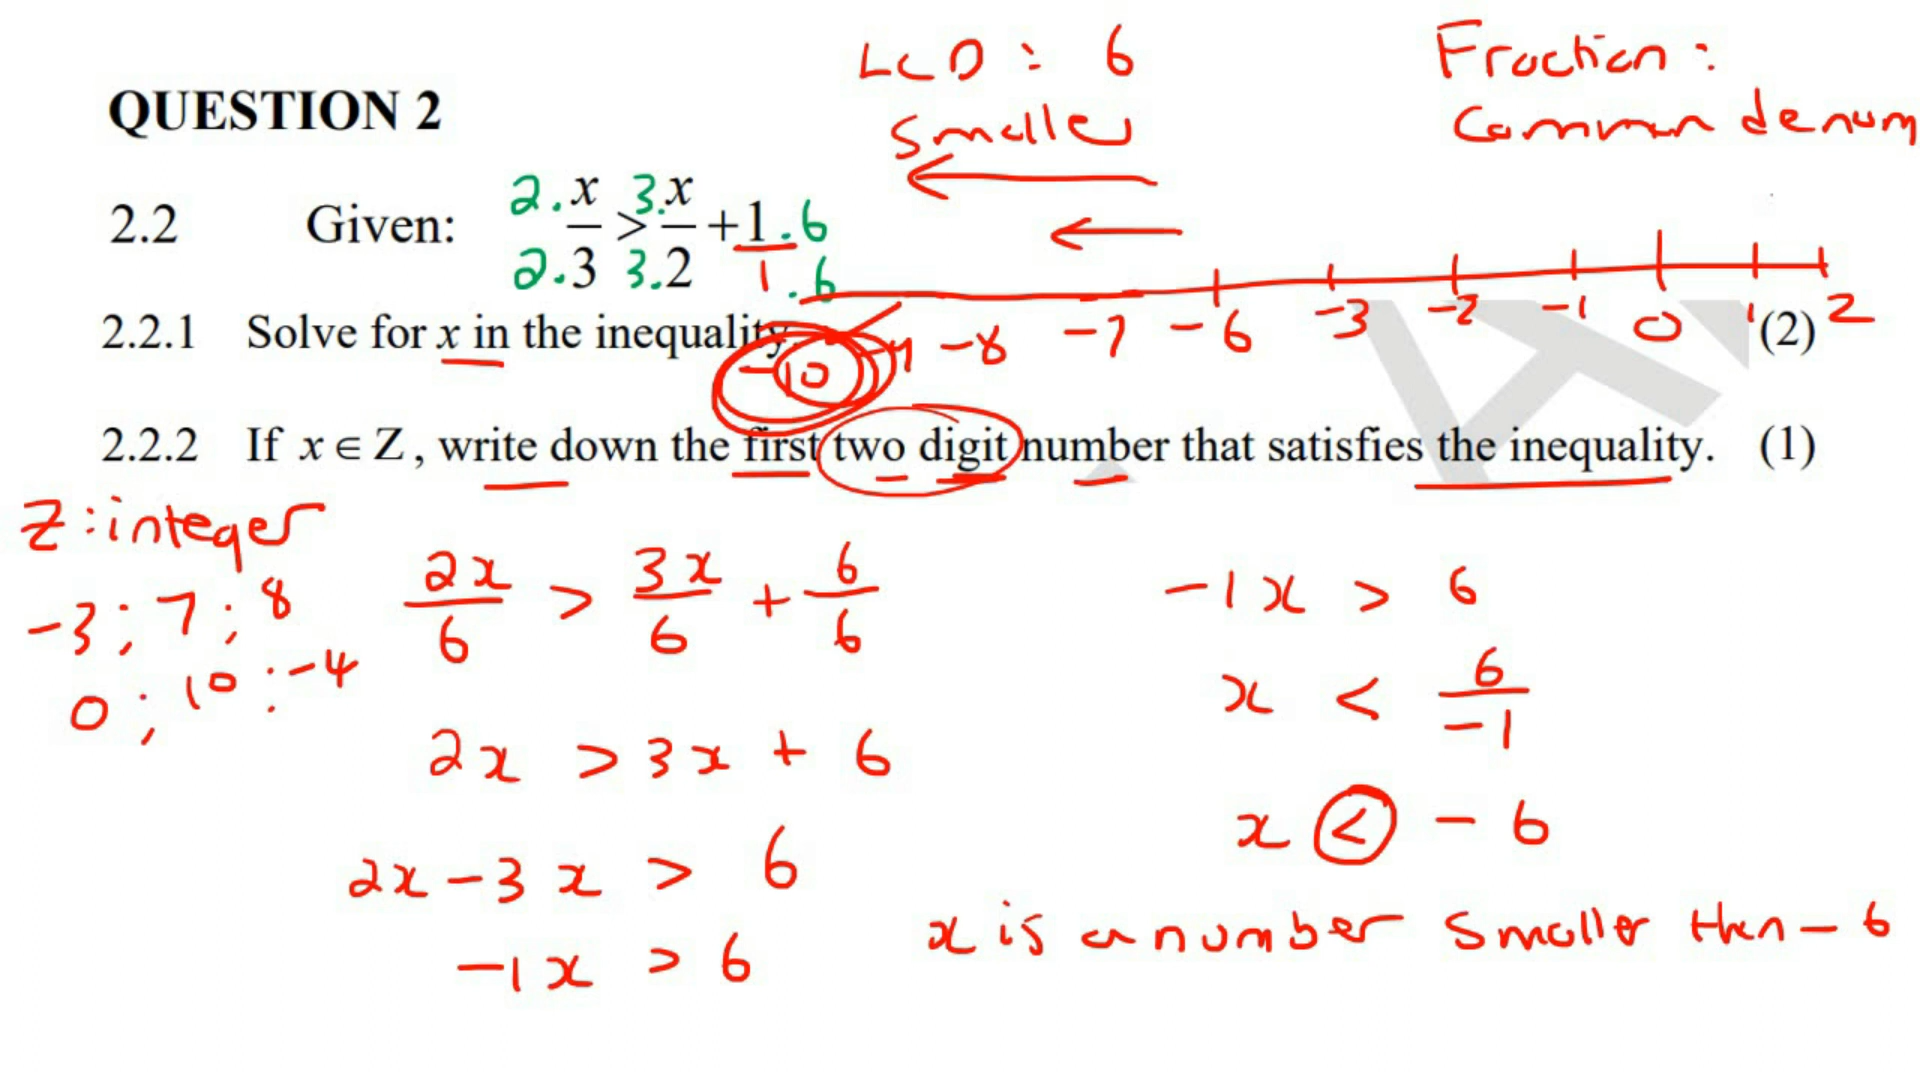 LCD : 6
Fraction :
Smaller
Common denom
QUESTION 2
2.2 Given: 2. x/2.3 > 3.x/3.2 + 1.6/1.6
2.2.1 Solve for x in the inequality. (2)
-10 -9 -8 -7 -6 -3 -2 -1 0 1 2
2.2.2 If x ∈ Z, write down the first two digit number that satisfies the inequality. (1)
Z : integer
-3 ; 7 ; 8
0 ; 10 ; -4
2x/6 > 3x/6 + 6/6
2x > 3x + 6
2x - 3x > 6
-1x > 6
-1x > 6
x < 6/-1
x < - 6
x is a number smaller than - 6